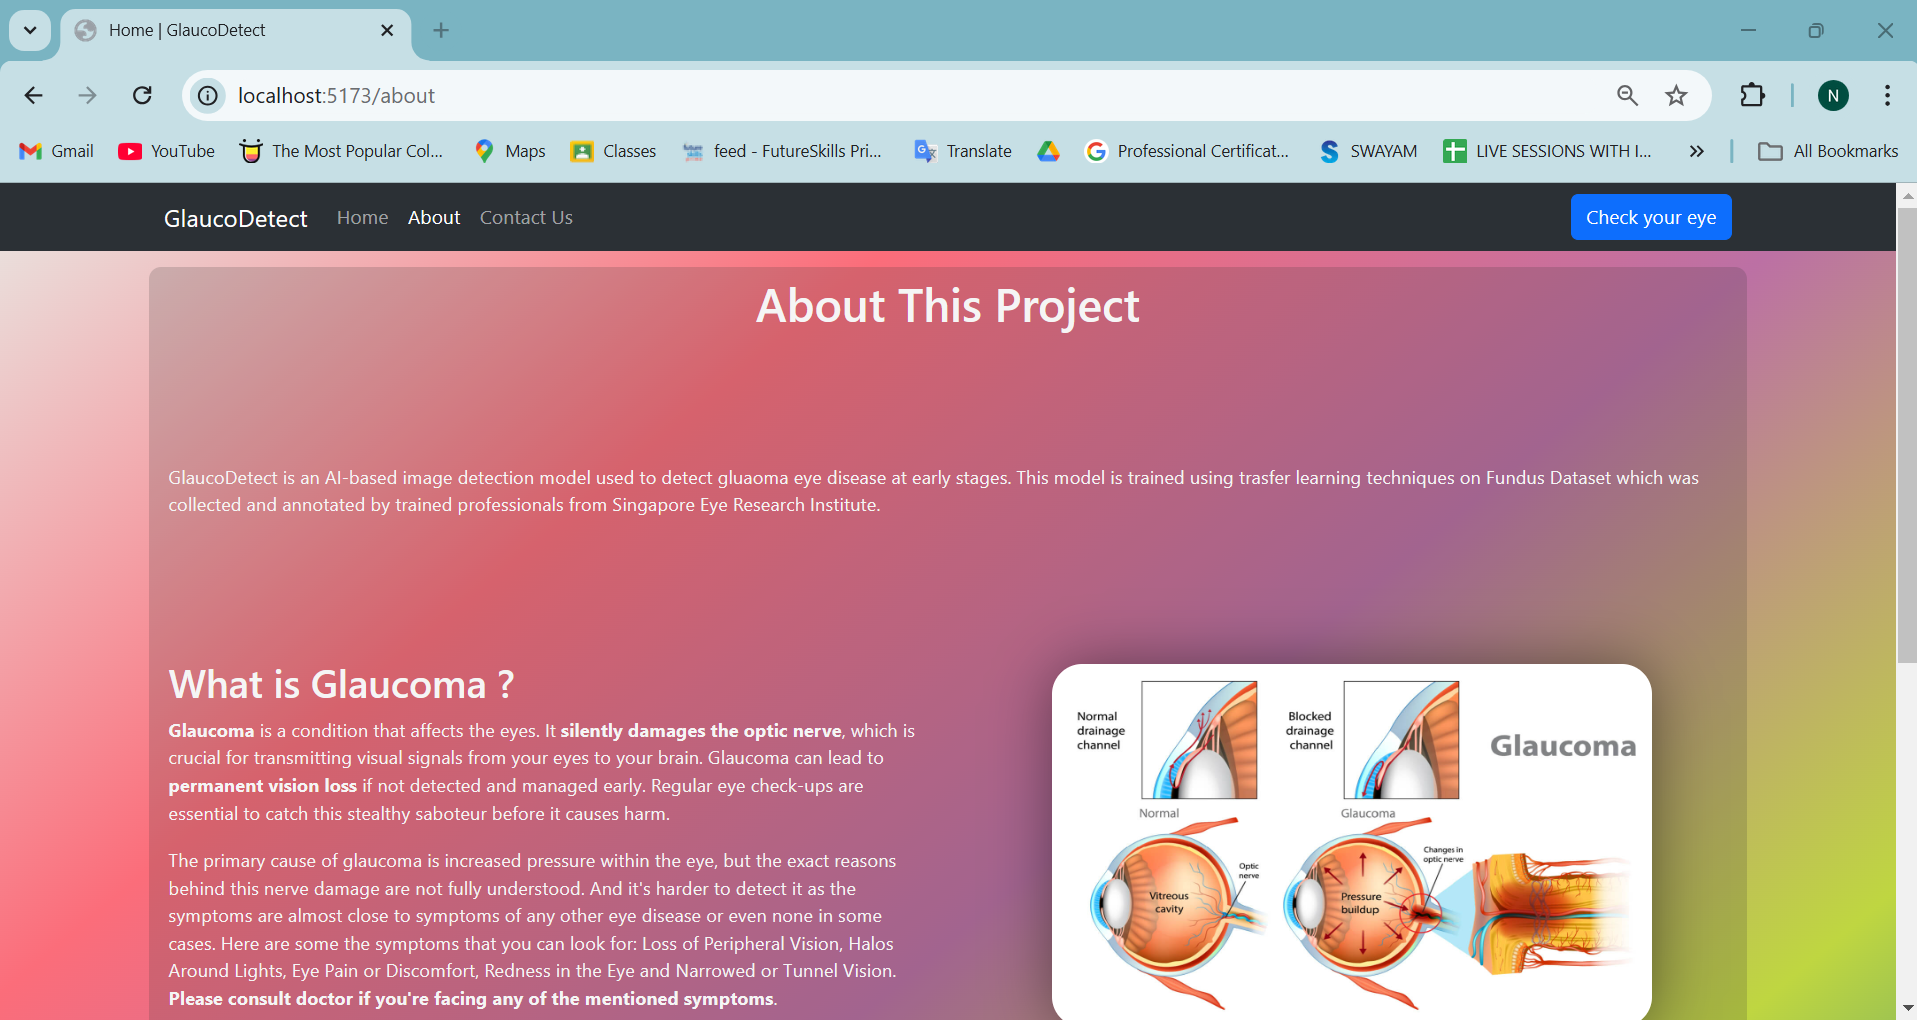 Home | GlaucoDetect
localhost:5173/about
N
Gmail
YouTube
The Most Popular Col...
Maps
Classes
feed - FutureSkills Pri...
Translate
Professional Certificat...
SWAYAM
LIVE SESSIONS WITH I...
All Bookmarks
GlaucoDetect
Home
About
Contact Us
Check your eye
About This Project
GlaucoDetect is an AI-based image detection model used to detect gluaoma eye disease at early stages. This model is trained using trasfer learning techniques on Fundus Dataset which was
collected and annotated by trained professionals from Singapore Eye Research Institute.
What is Glaucoma ?
Glaucoma is a condition that affects the eyes. It silently damages the optic nerve, which is
crucial for transmitting visual signals from your eyes to your brain. Glaucoma can lead to
permanent vision loss if not detected and managed early. Regular eye check-ups are
essential to catch this stealthy saboteur before it causes harm.
The primary cause of glaucoma is increased pressure within the eye, but the exact reasons
behind this nerve damage are not fully understood. And it's harder to detect it as the
symptoms are almost close to symptoms of any other eye disease or even none in some
cases. Here are some the symptoms that you can look for: Loss of Peripheral Vision, Halos
Around Lights, Eye Pain or Discomfort, Redness in the Eye and Narrowed or Tunnel Vision.
Please consult doctor if you're facing any of the mentioned symptoms.
Normal
drainage
channel
Blocked
drainage
channel
Glaucoma
Normal
Glaucoma
Optic
nerve
Changes in
optic nerve
Vitreous
cavity
Pressure
buildup